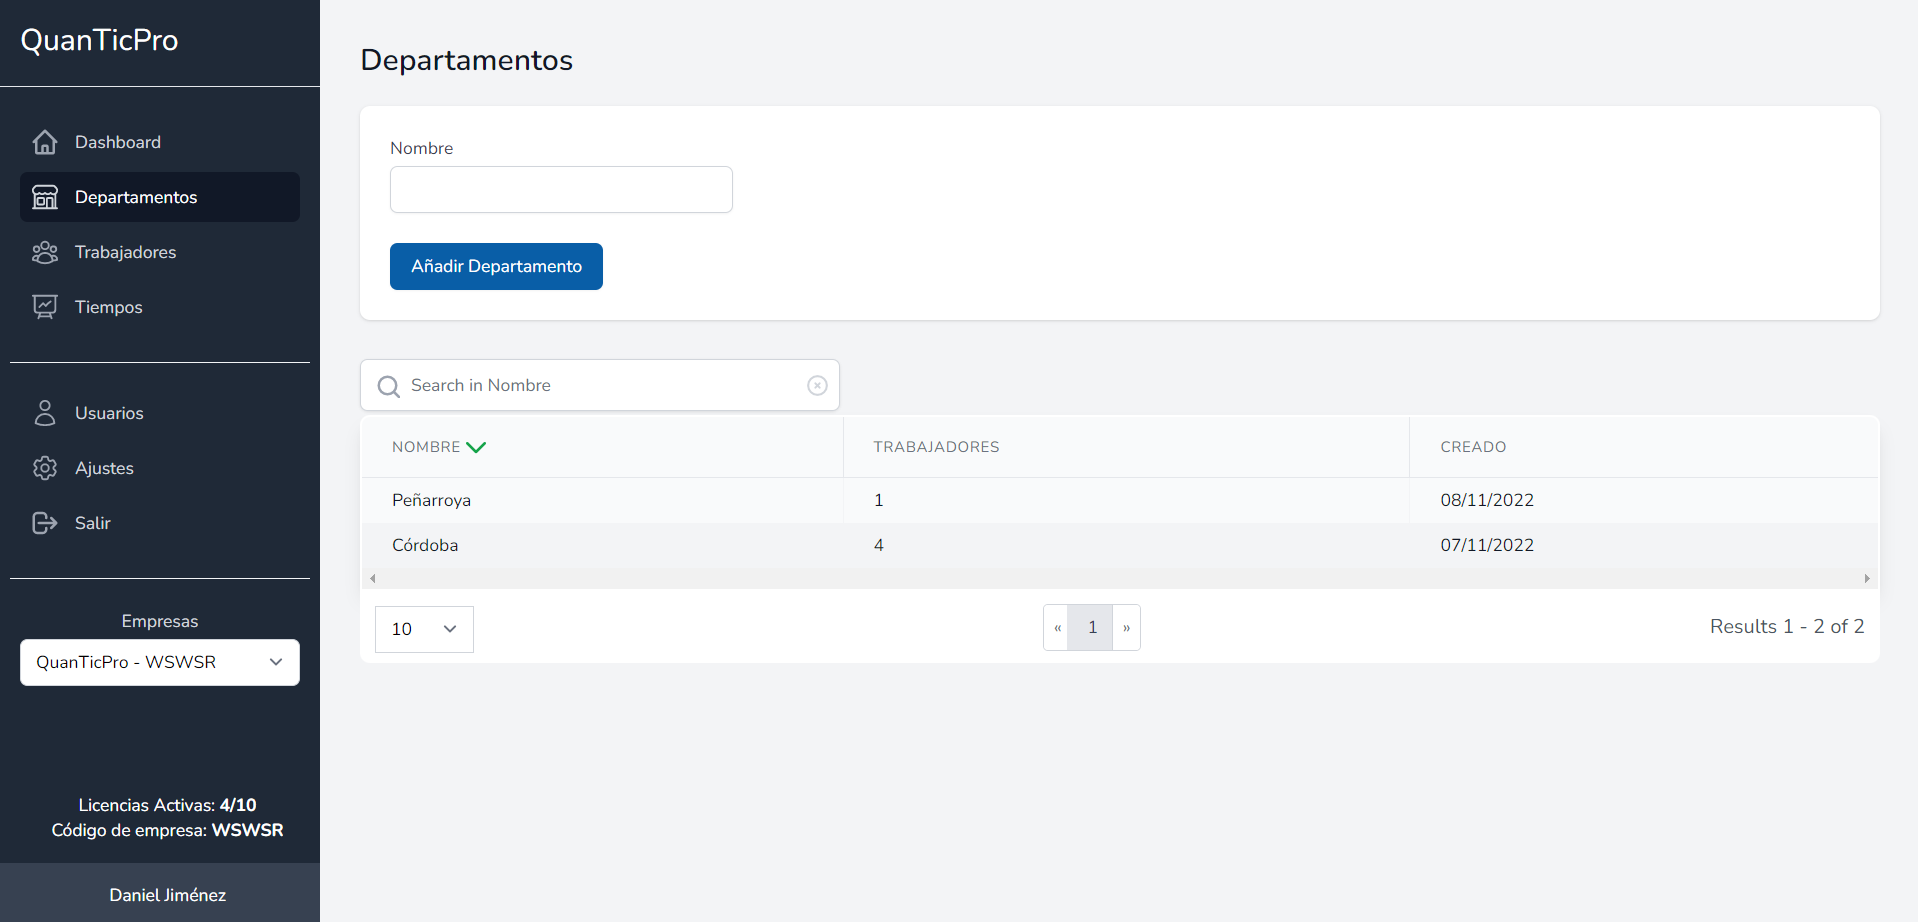 QuanTicPro
Dashboard
Departamentos
Trabajadores
Tiempos
Usuarios
Ajustes
Salir
Empresas
QuanTicPro - WSWSR
Licencias Activas: 4/10
Código de empresa: WSWSR
Daniel Jiménez
Departamentos
Nombre
Añadir Departamento
Search in Nombre
NOMBRE TRABAJADORES CREADO
Peñarroya 1 08/11/2022
Córdoba 4 07/11/2022
10 « 1 » Results 1 - 2 of 2